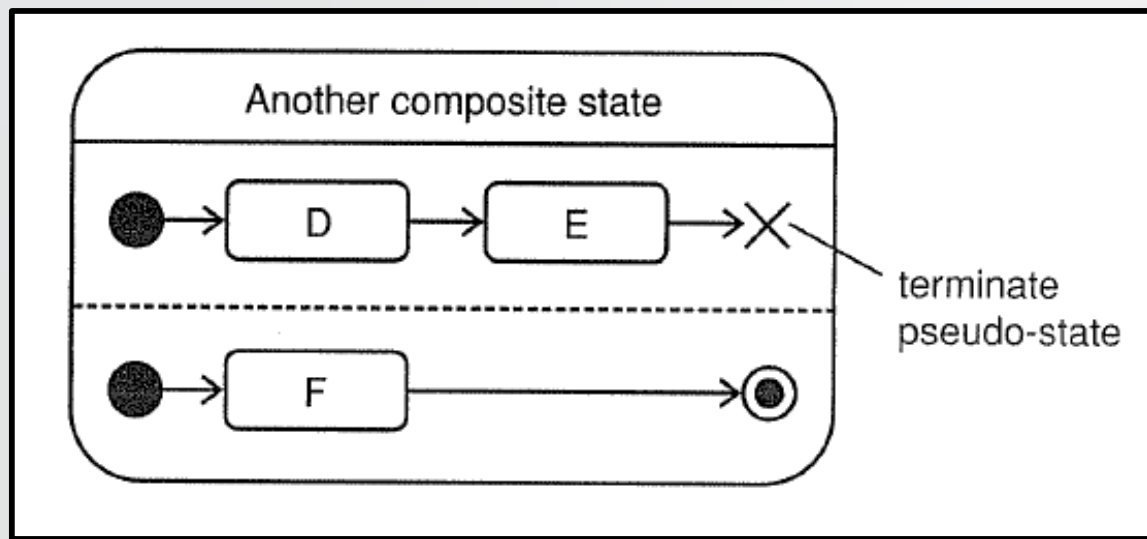 Another composite state
D
E
terminate
pseudo-state
F